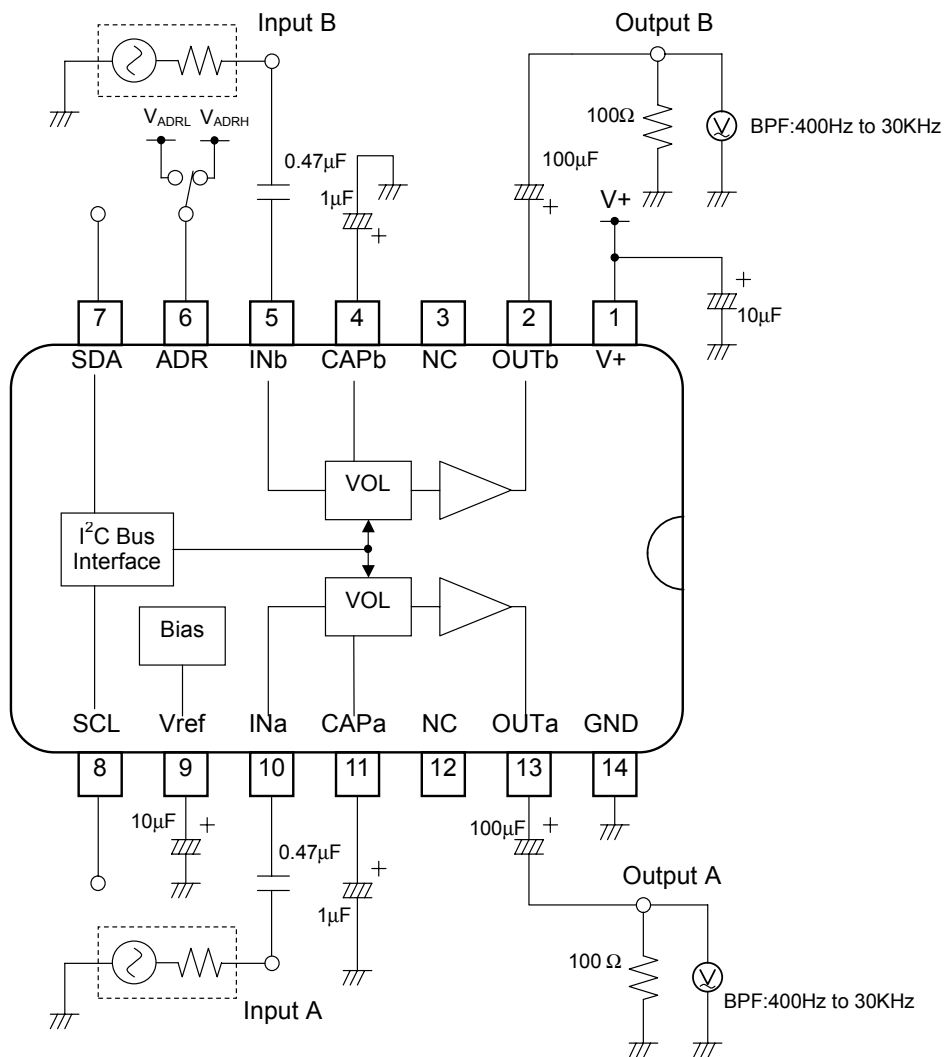 Input B
Output B
VADRL VADRH
100Ω
BPF:400Hz to 30KHz
0.47μF
100μF
1μF
+
+
V+
+
10μF
7 6 5 4 3 2 1
SDA ADR INb CAPb NC OUTb V+
VOL
I²C Bus
Interface
VOL
Bias
SCL Vref INa CAPa NC OUTa GND
8 9 10 11 12 13 14
10μF
+
100μF
+
0.47μF
+
1μF
Output A
100 Ω
BPF:400Hz to 30KHz
Input A